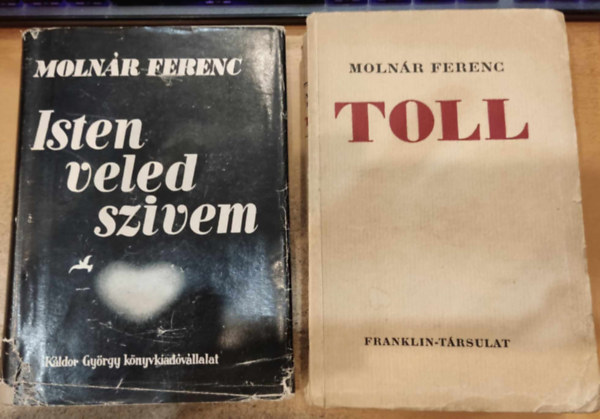 MOLNÁR FERENC
Isten
veled
szivem
Káldor György könyvkiadóvállalat
MOLNÁR FERENC
TOLL
FRANKLIN-TÁRSULAT